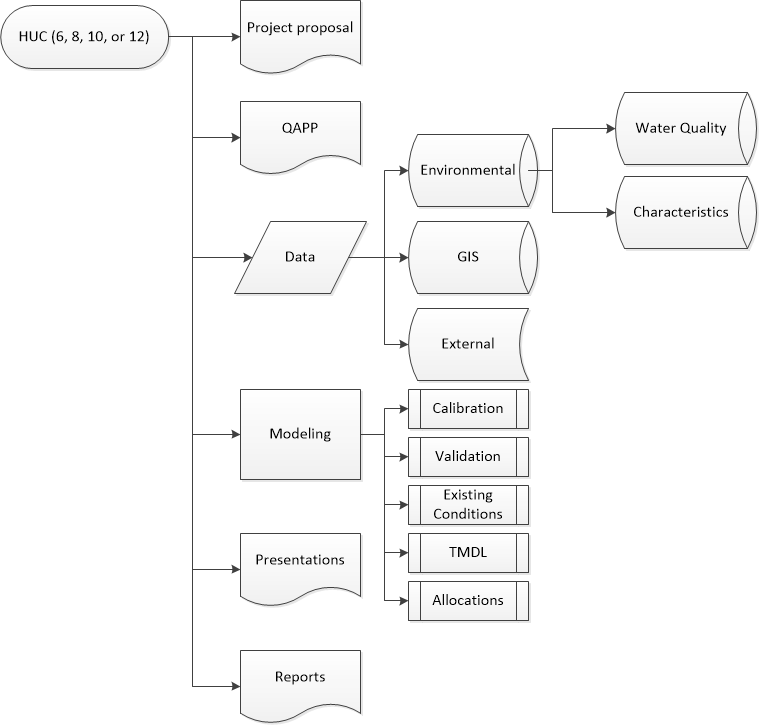 HUC (6, 8, 10, or 12)
Project proposal
QAPP
Data
Environmental
Water Quality
Characteristics
GIS
External
Modeling
Calibration
Validation
Existing
Conditions
TMDL
Allocations
Presentations
Reports